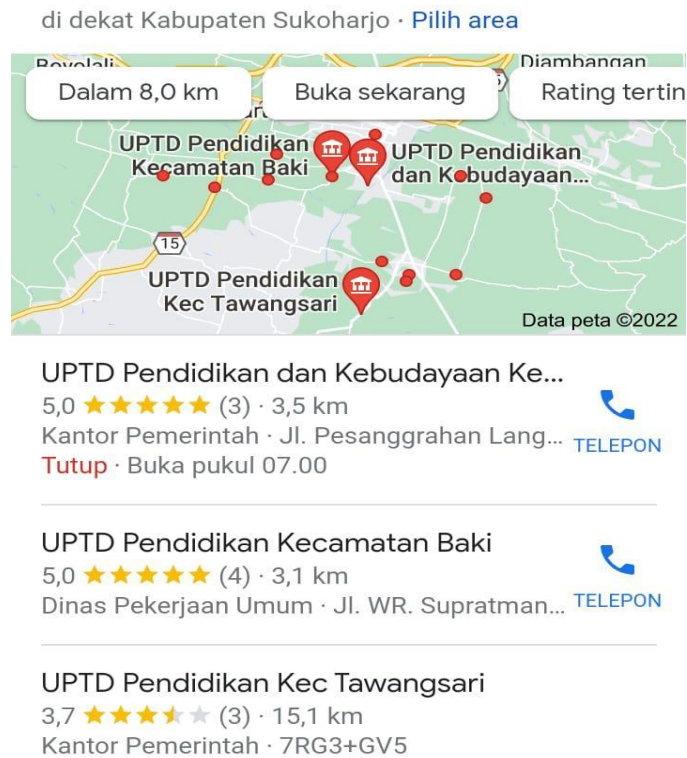 di dekat Kabupaten Sukoharjo · Pilih area
Boyolali
Djambangan
Dalam 8,0 km
Buka sekarang
Rating tertin
UPTD Pendidikan
Kecamatan Baki
UPTD Pendidikan
dan Kebudayaan...
15
UPTD Pendidikan
Kec Tawangsari
Data peta ©2022
UPTD Pendidikan dan Kebudayaan Ke...
5,0 ★★★★★ (3) · 3,5 km
Kantor Pemerintah · Jl. Pesanggrahan Lang...
TELEPON
Tutup · Buka pukul 07.00
UPTD Pendidikan Kecamatan Baki
5,0 ★★★★★ (4) · 3,1 km
Dinas Pekerjaan Umum · Jl. WR. Supratman...
TELEPON
UPTD Pendidikan Kec Tawangsari
3,7 ★★★★★ (3) · 15,1 km
Kantor Pemerintah · 7RG3+GV5